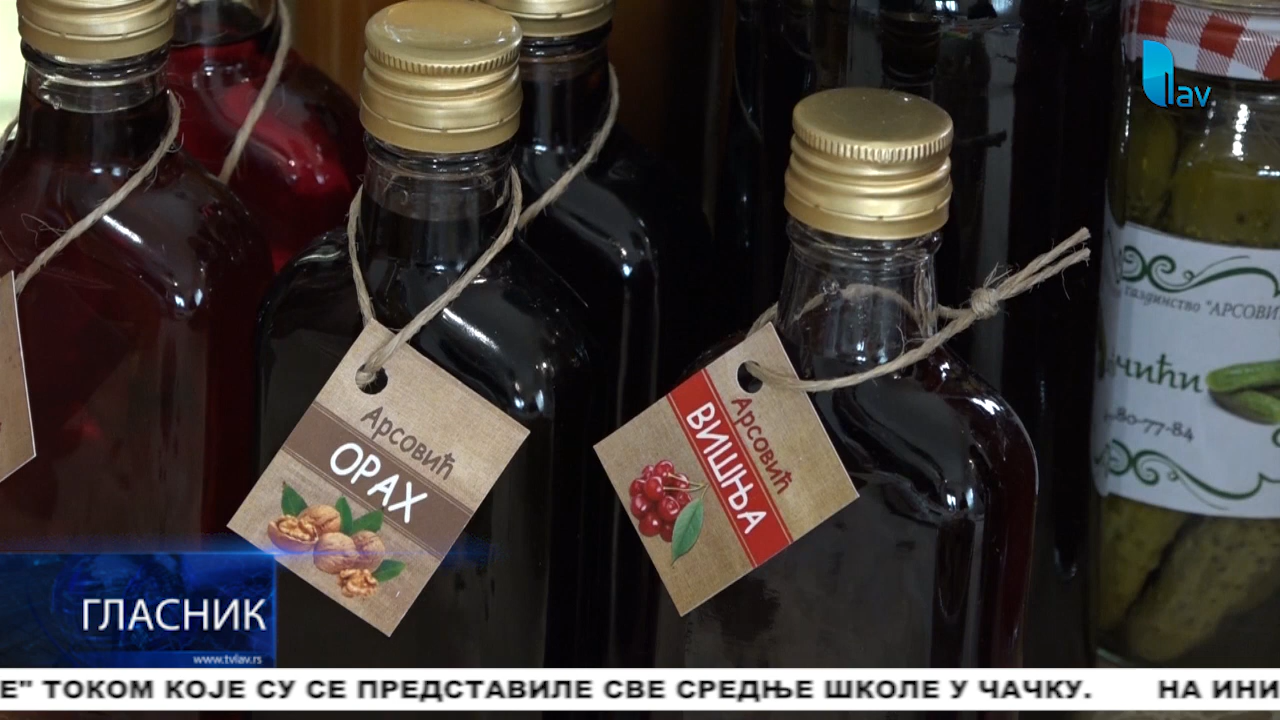 lav
газдинство "АРСОВИ
чићи
80-77-84
Арсовић
ОРАХ
Арсовић
ВИШЊА
ГЛАСНИК
www.tvlav.rs
Е" ТОКОМ КОЈЕ СУ СЕ ПРЕДСТАВИЛЕ СВЕ СРЕДЊЕ ШКОЛЕ У ЧАЧКУ. НА ИНИ